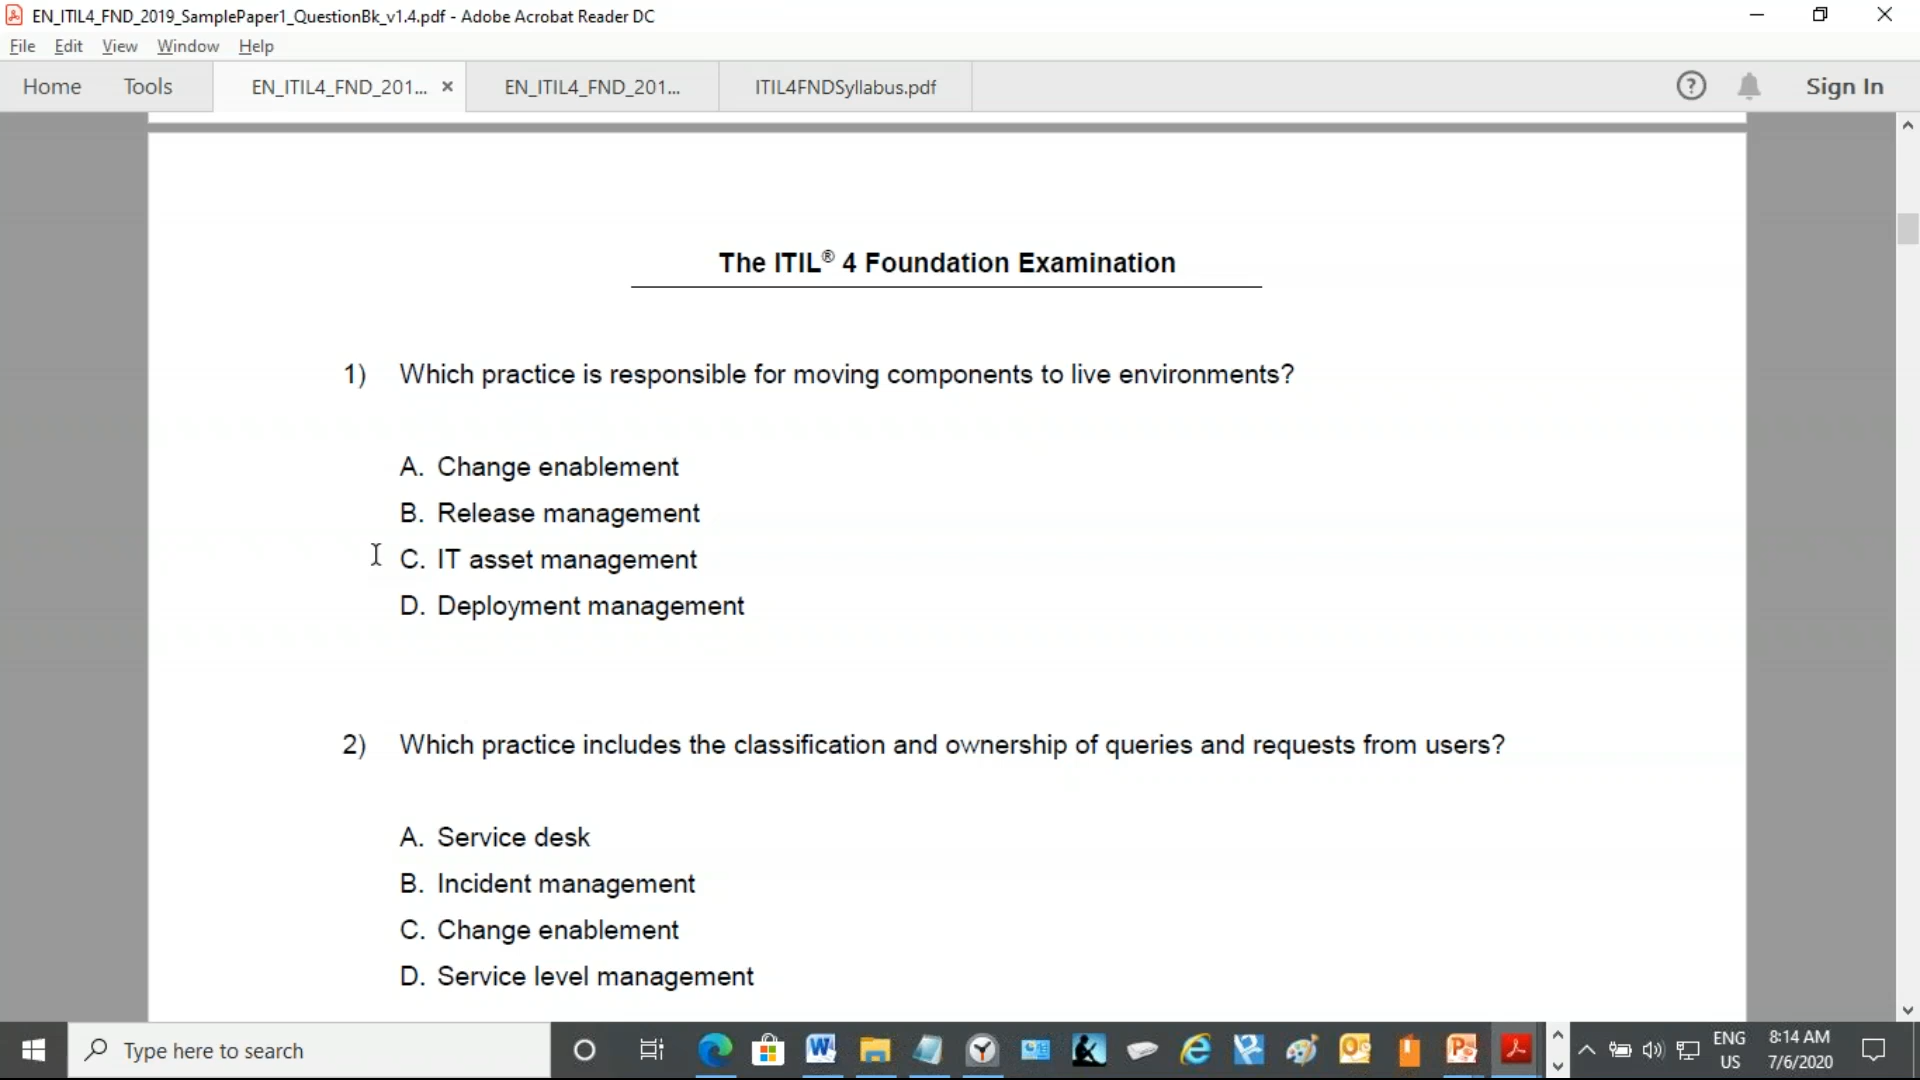 EN_ITIL4_FND_2019_SamplePaper1_QuestionBk_v1.4.pdf - Adobe Acrobat Reader DC
File Edit View Window Help
Home Tools EN_ITIL4_FND_201... × EN_ITIL4_FND_201... ITIL4FNDSyllabus.pdf Sign In
The ITIL® 4 Foundation Examination
1) Which practice is responsible for moving components to live environments?
A. Change enablement
B. Release management
C. IT asset management
D. Deployment management
2) Which practice includes the classification and ownership of queries and requests from users?
A. Service desk
B. Incident management
C. Change enablement
D. Service level management
Type here to search
ENG
US
8:14 AM
7/6/2020